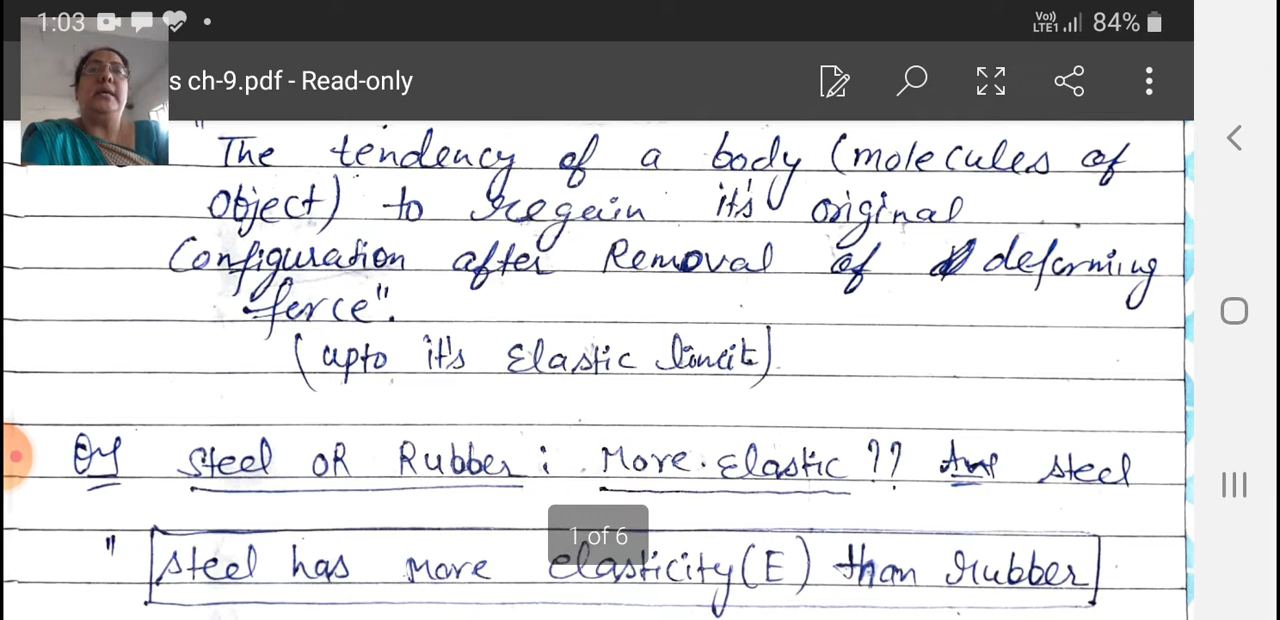 1:03
Vo)) LTE1 84%
s ch-9.pdf - Read-only
"The tendency of a body (molecules of
object) to regain it's original
Configuration after Removal of deforming
force".
(upto it's Elastic limit)
Steel OR Rubber : More. Elastic ?? Ans Steel
1 of 6
" Steel has more elasticity(E) than rubber